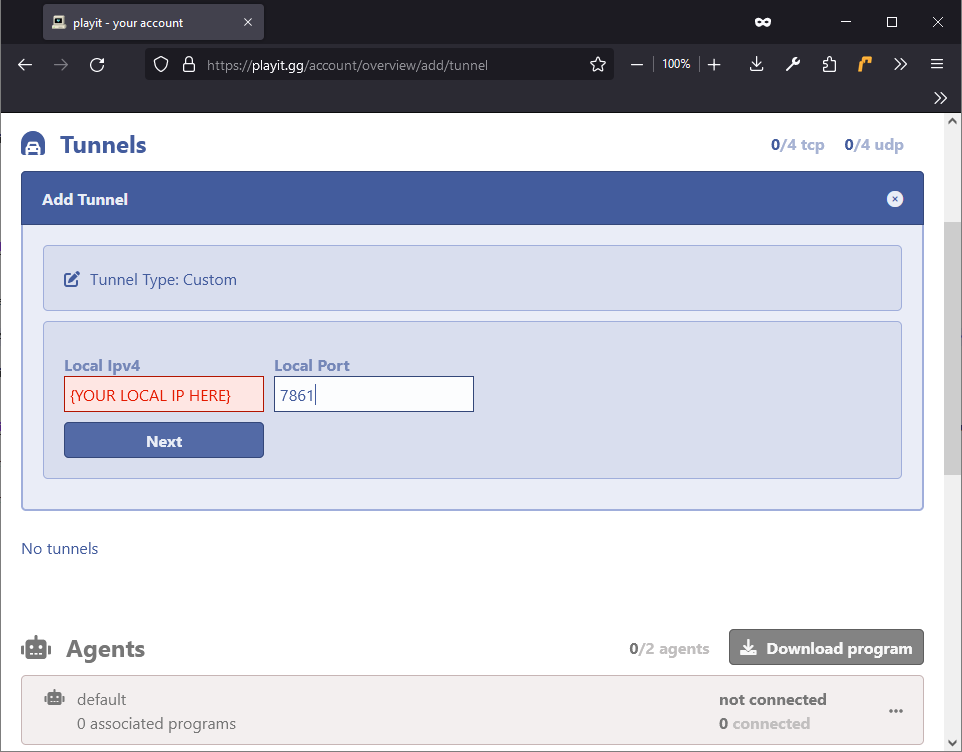 playit - your account
https://playit.gg/account/overview/add/tunnel
100%
Tunnels
0/4 tcp 0/4 udp
Add Tunnel
Tunnel Type: Custom
Local Ipv4 Local Port
{YOUR LOCAL IP HERE} 7861
Next
No tunnels
Agents
0/2 agents
Download program
default
not connected
0 associated programs
0 connected